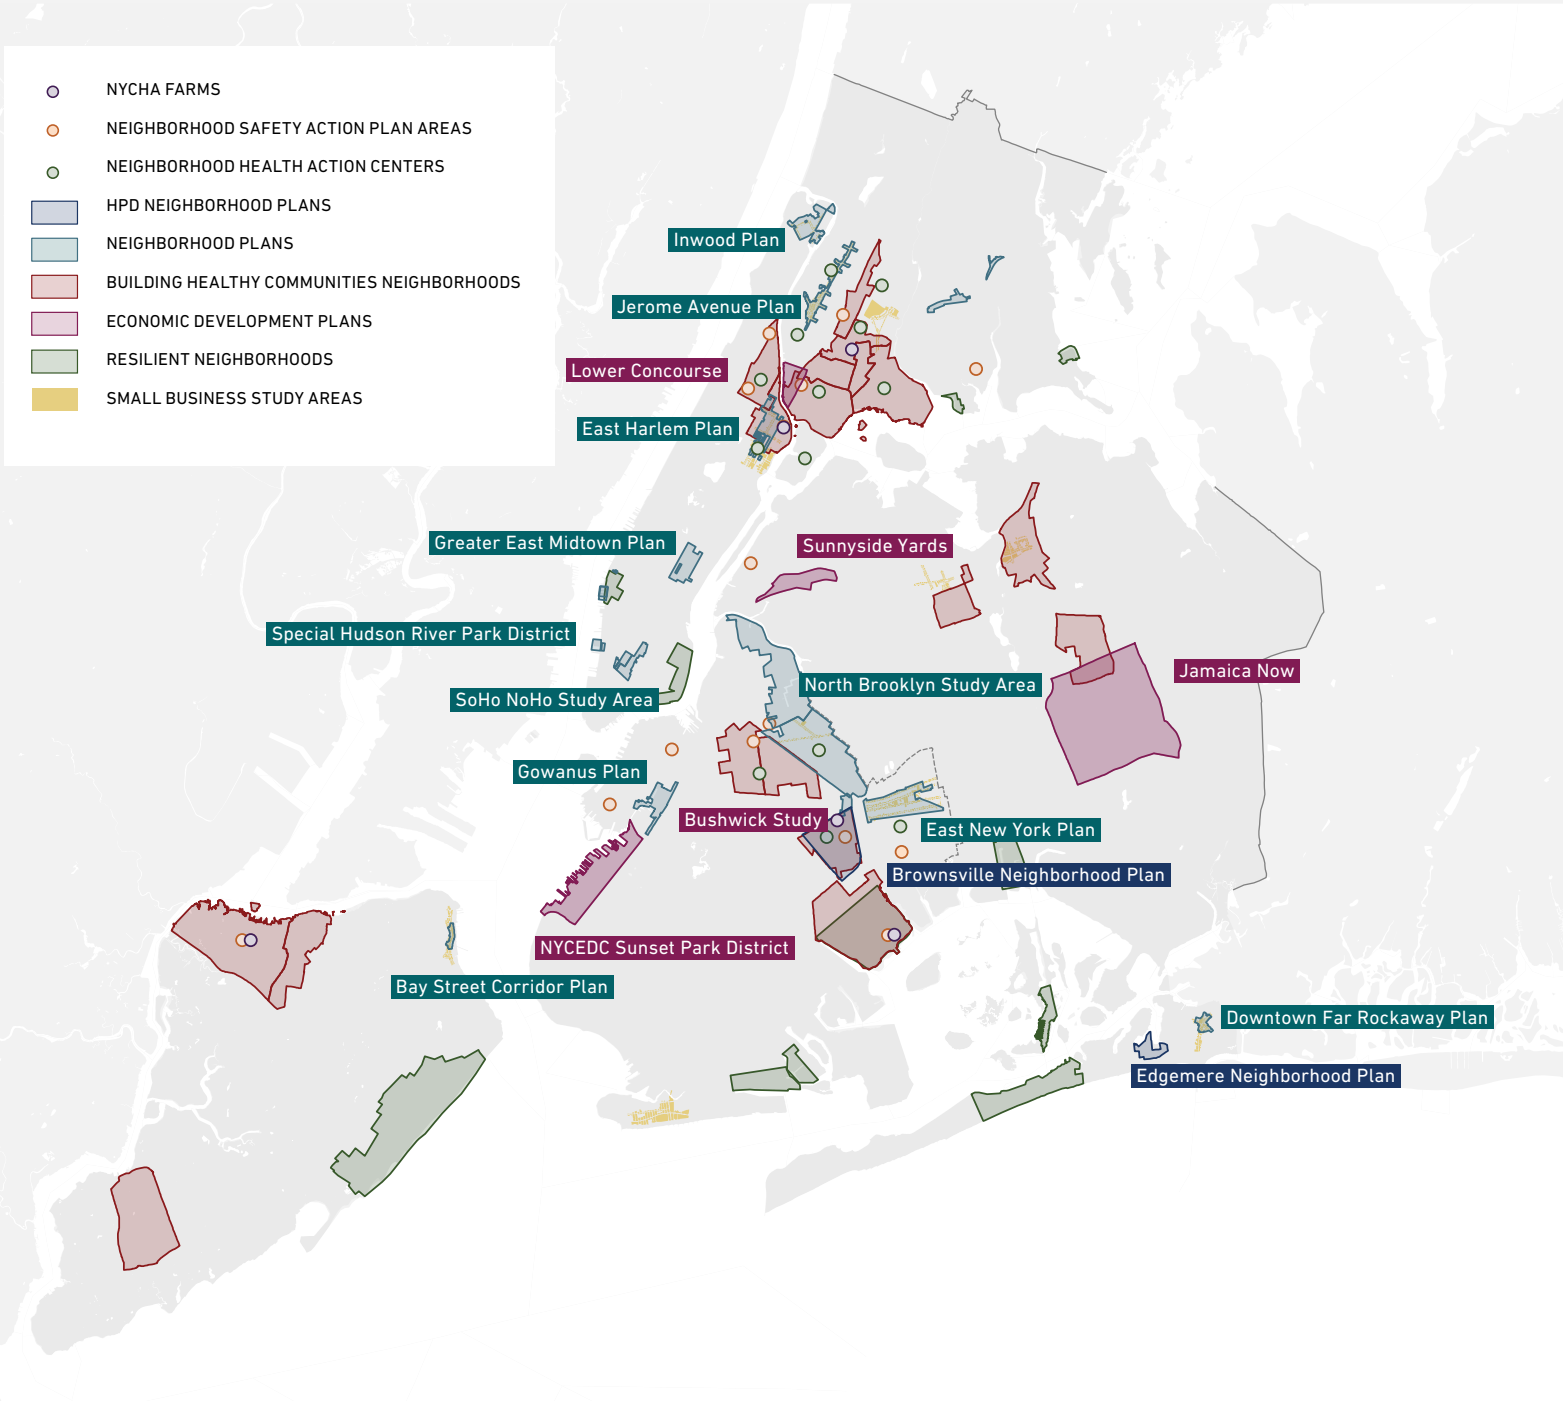 NYCHA FARMS
NEIGHBORHOOD SAFETY ACTION PLAN AREAS
NEIGHBORHOOD HEALTH ACTION CENTERS
HPD NEIGHBORHOOD PLANS
NEIGHBORHOOD PLANS
BUILDING HEALTHY COMMUNITIES NEIGHBORHOODS
ECONOMIC DEVELOPMENT PLANS
RESILIENT NEIGHBORHOODS
SMALL BUSINESS STUDY AREAS
Inwood Plan
Jerome Avenue Plan
Lower Concourse
East Harlem Plan
Greater East Midtown Plan
Sunnyside Yards
Special Hudson River Park District
Jamaica Now
North Brooklyn Study Area
SoHo NoHo Study Area
Gowanus Plan
Bushwick Study
East New York Plan
Brownsville Neighborhood Plan
NYCEDC Sunset Park District
Bay Street Corridor Plan
Downtown Far Rockaway Plan
Edgemere Neighborhood Plan